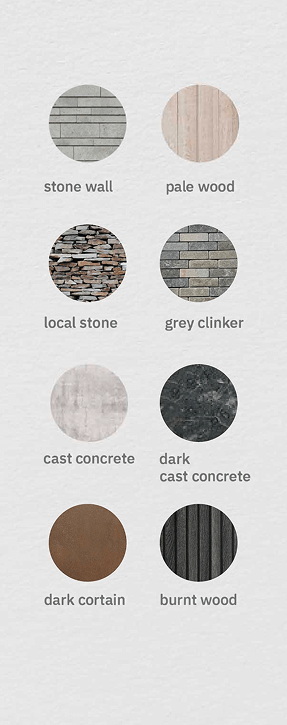 stone wall
pale wood
local stone
grey clinker
cast concrete
dark
cast concrete
dark cortain
burnt wood